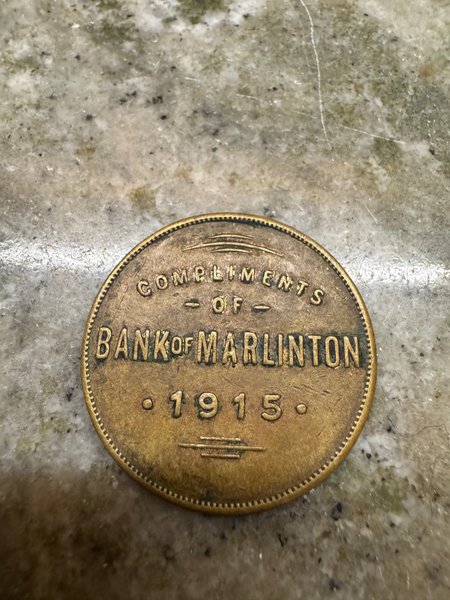 COMPLIMENTS
- OF -
BANK OF MARLINTON
· 1915 ·